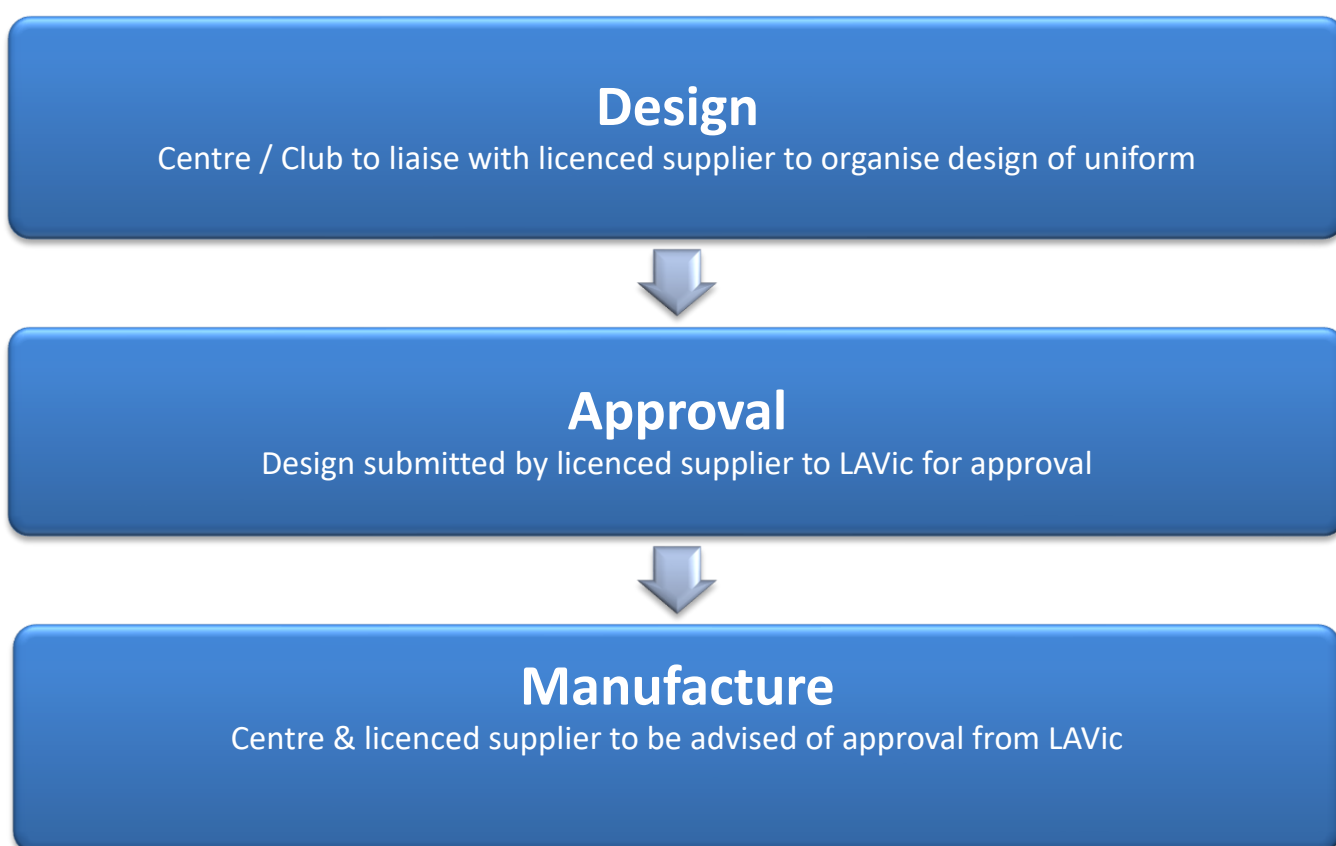 Design
Centre / Club to liaise with licenced supplier to organise design of uniform
Approval
Design submitted by licenced supplier to LAVic for approval
Manufacture
Centre & licenced supplier to be advised of approval from LAVic